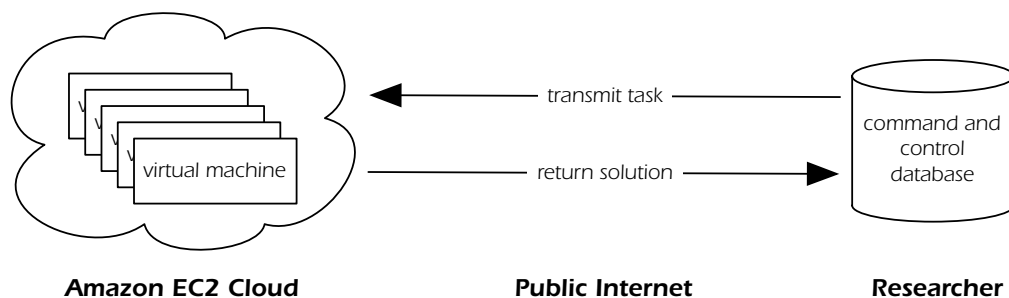 transmit task
command and
control
database
virtual machine
return solution
Amazon EC2 Cloud
Public Internet
Researcher